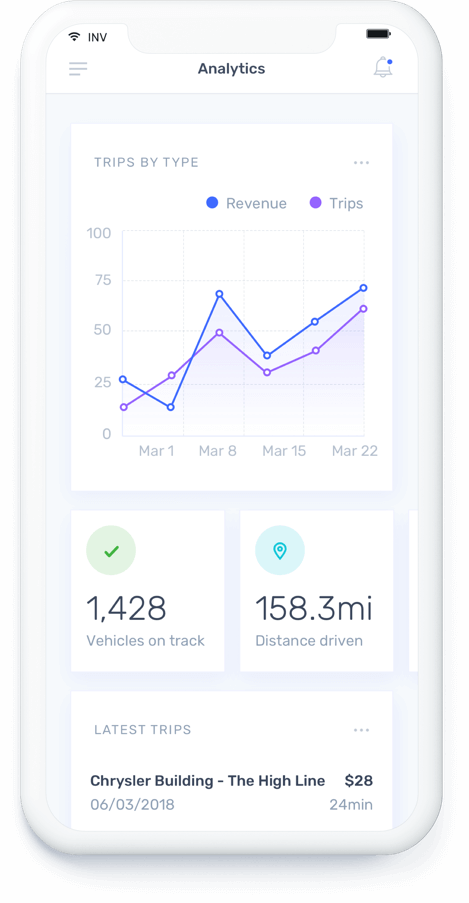 INV
Analytics
TRIPS BY TYPE
Revenue Trips
100
75
50
25
0
Mar 1 Mar 8 Mar 15 Mar 22
1,428 158.3mi
Vehicles on track Distance driven
LATEST TRIPS
Chrysler Building - The High Line $28
06/03/2018 24min